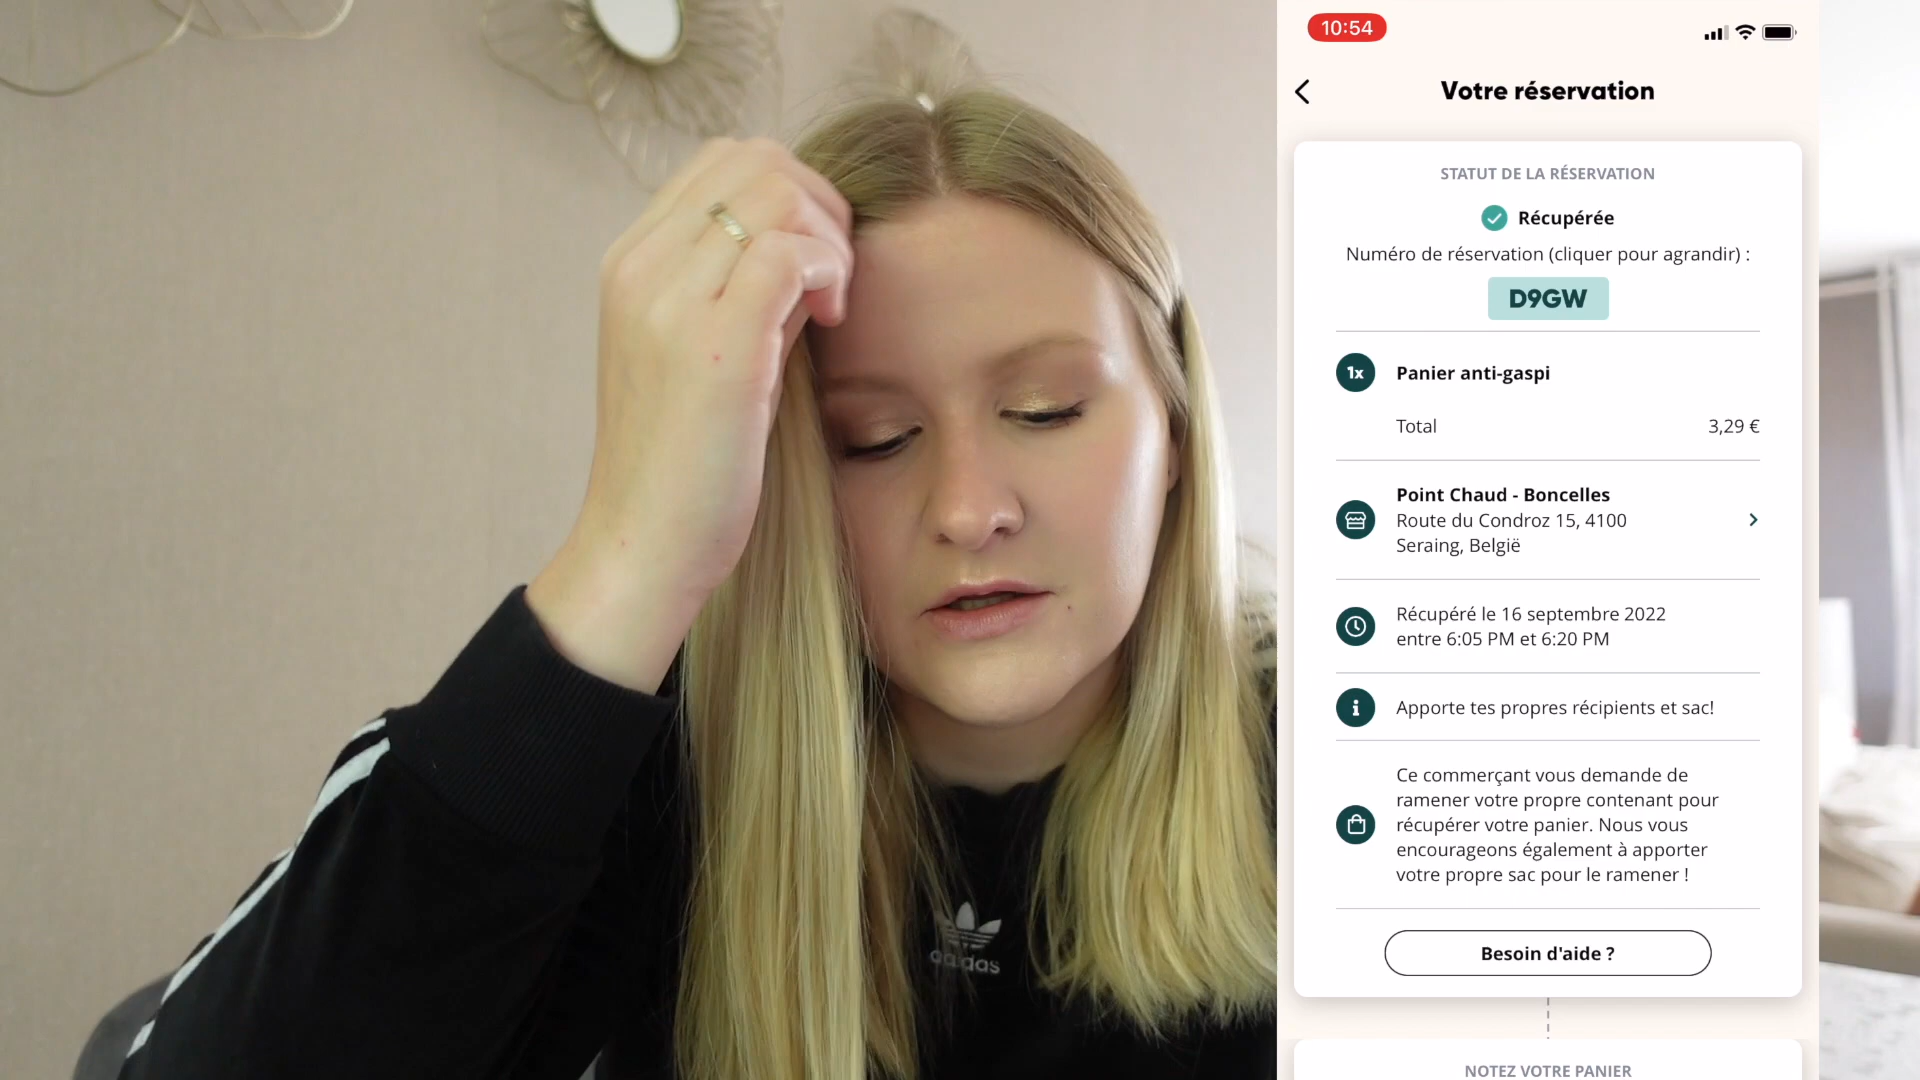 10:54
Votre réservation
STATUT DE LA RÉSERVATION
Récupérée
Numéro de réservation (cliquer pour agrandir) :
D9GW
1x Panier anti-gaspi
Total 3,29 €
Point Chaud - Boncelles
Route du Condroz 15, 4100
Seraing, België
Récupéré le 16 septembre 2022
entre 6:05 PM et 6:20 PM
Apporte tes propres récipients et sac!
Ce commerçant vous demande de
ramener votre propre contenant pour
récupérer votre panier. Nous vous
encourageons également à apporter
votre propre sac pour le ramener !
Besoin d'aide ?
NOTEZ VOTRE PANIER
adidas